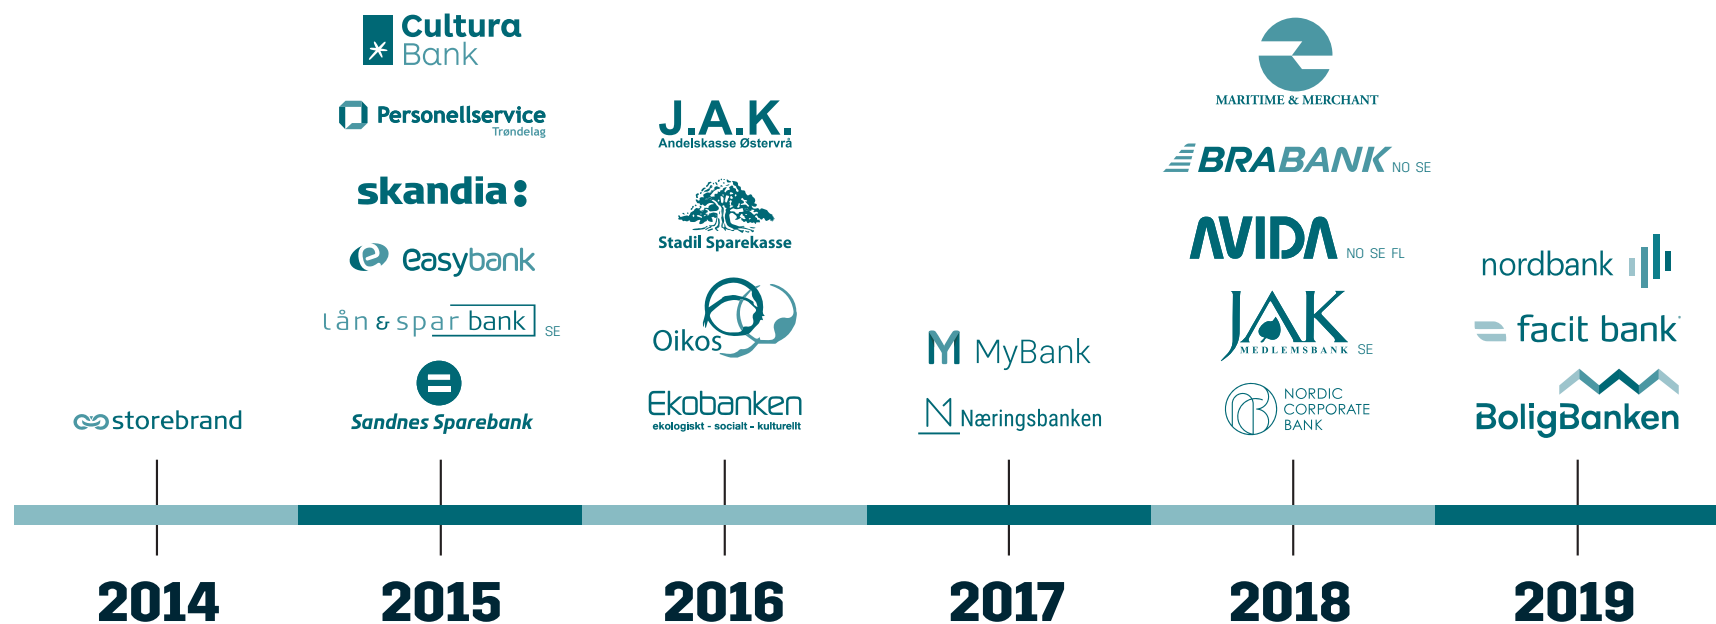 storebrand
Cultura
Bank
Personellservice
Trøndelag
skandia:
e easybank
lån & spar bank SE
Sandnes Sparebank
J.A.K.
Andelskasse Østervrå
Stadil Sparekasse
Oikos
Ekobanken
ekologiskt - socialt - kulturellt
MyBank
Næringsbanken
MARITIME & MERCHANT
BRABANK NO SE
AVIDA NO SE FL
JAK
MEDLEMSBANK SE
NORDIC
CORPORATE
BANK
nordbank
facit bank
BoligBanken
2014 2015 2016 2017 2018 2019